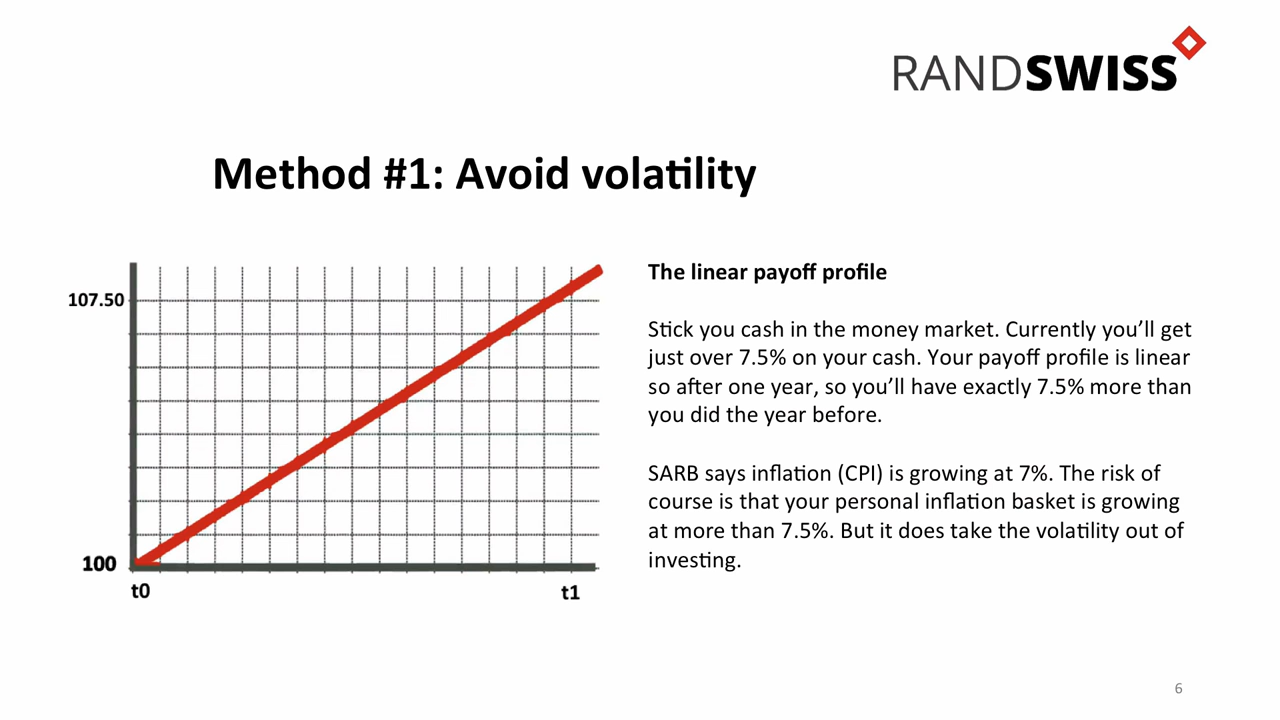 RANDSWISS
Method #1: Avoid volatility
The linear payoff profile
107.50
Stick you cash in the money market. Currently you’ll get
just over 7.5% on your cash. Your payoff profile is linear
so after one year, so you’ll have exactly 7.5% more than
you did the year before.
SARB says inflation (CPI) is growing at 7%. The risk of
course is that your personal inflation basket is growing
at more than 7.5%. But it does take the volatility out of
investing.
100
t0
t1
6